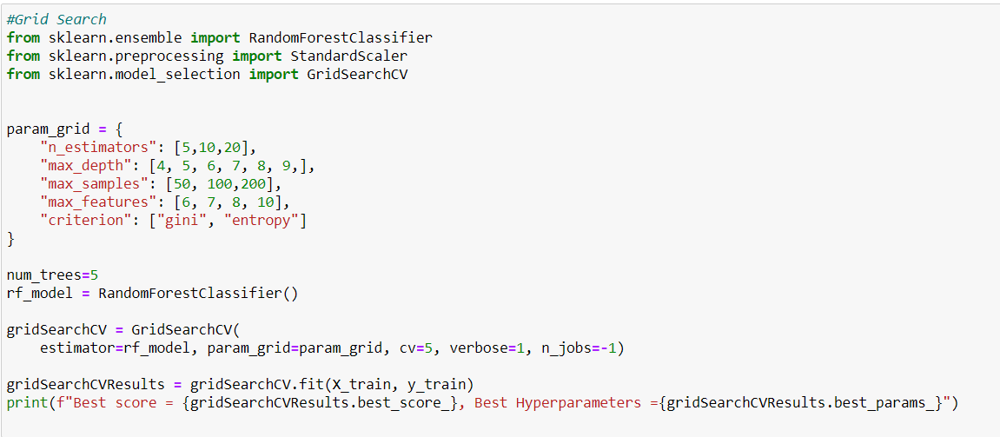 #Grid Search
from sklearn.ensemble import RandomForestClassifier
from sklearn.preprocessing import StandardScaler
from sklearn.model_selection import GridSearchCV
param_grid = {
    "n_estimators": [5,10,20],
    "max_depth": [4, 5, 6, 7, 8, 9,],
    "max_samples": [50, 100,200],
    "max_features": [6, 7, 8, 10],
    "criterion": ["gini", "entropy"]
}
num_trees=5
rf_model = RandomForestClassifier()
gridSearchCV = GridSearchCV(
    estimator=rf_model, param_grid=param_grid, cv=5, verbose=1, n_jobs=-1)
gridSearchCVResults = gridSearchCV.fit(X_train, y_train)
print(f"Best score = {gridSearchCVResults.best_score_}, Best Hyperparameters ={gridSearchCVResults.best_params_}")